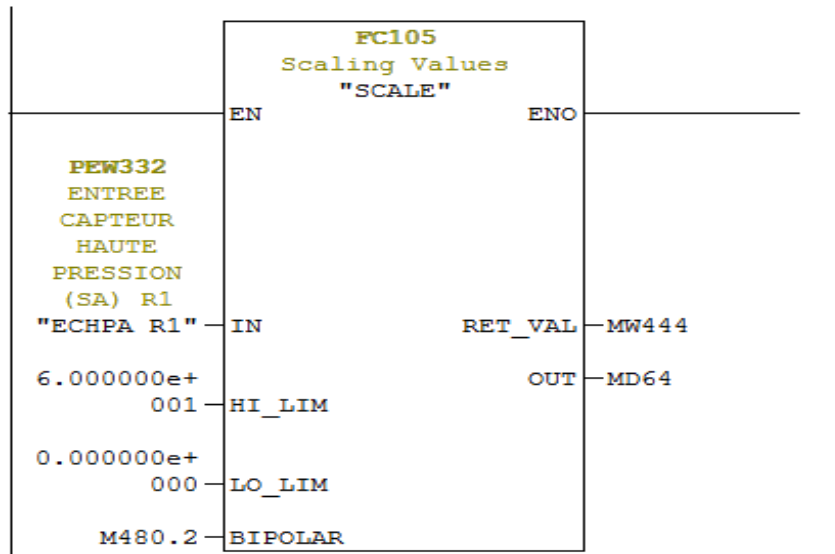 FC105
Scaling Values
"SCALE"
EN ENO
PEW332
ENTREE
CAPTEUR
HAUTE
PRESSION
(SA) R1
"ECHPA R1" IN RET_VAL MW444
6.000000e+ OUT MD64
001 HI_LIM
0.000000e+
000 LO_LIM
M480.2 BIPOLAR